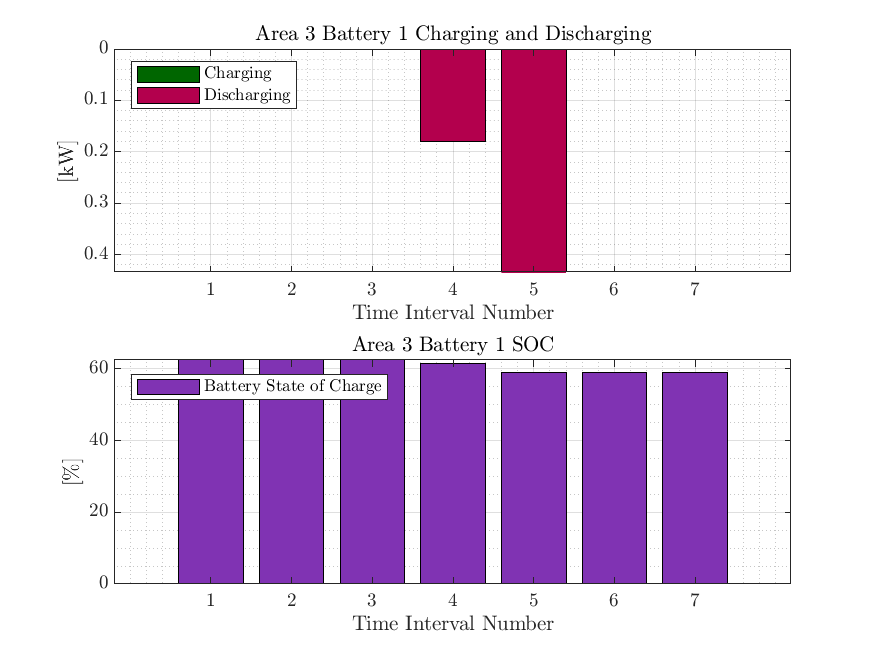 Area 3 Battery 1 Charging and Discharging
0
0.1
0.2
0.3
0.4
[kW]
Charging
Discharging
1 2 3 4 5 6 7
Time Interval Number
Area 3 Battery 1 SOC
60
40
20
0
[%]
Battery State of Charge
1 2 3 4 5 6 7
Time Interval Number